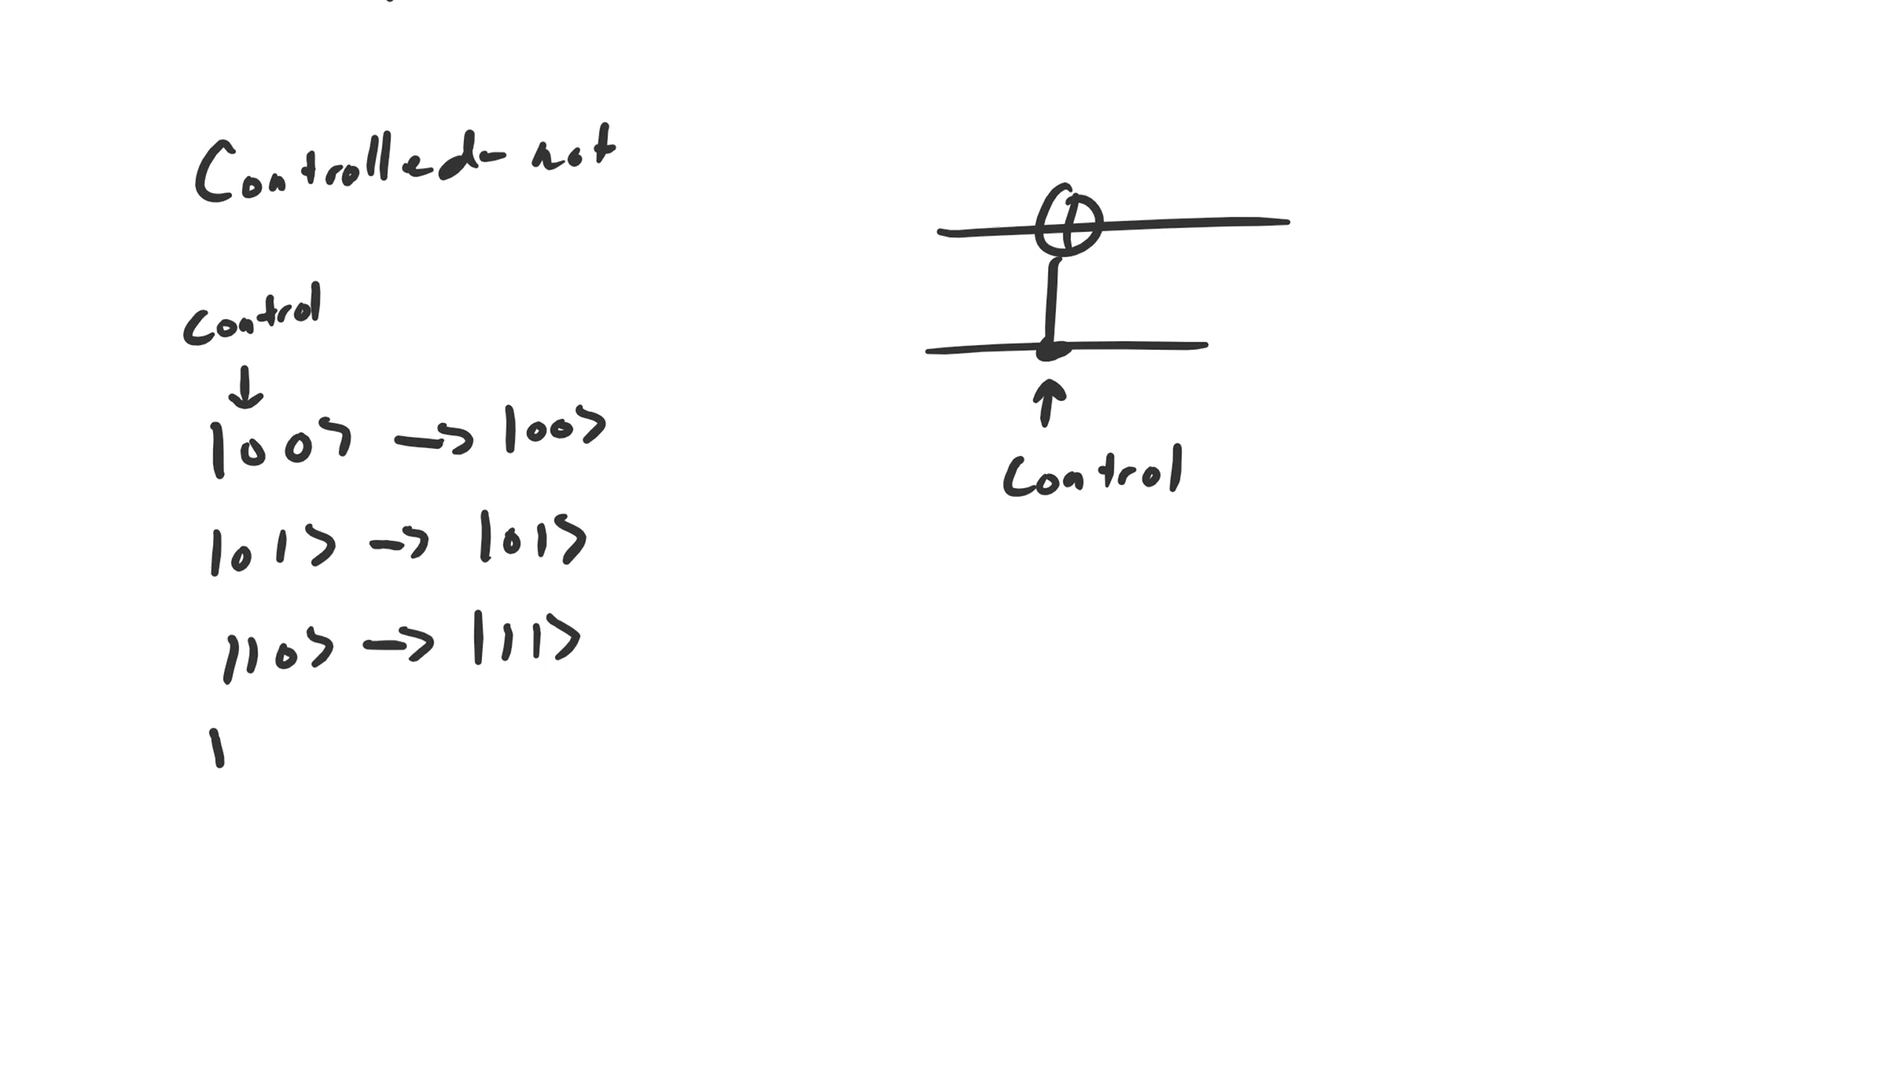 Controlled-not
control
↓
|00> → |00>
|01> → |01>
|10> → |11>
|
↑
Control